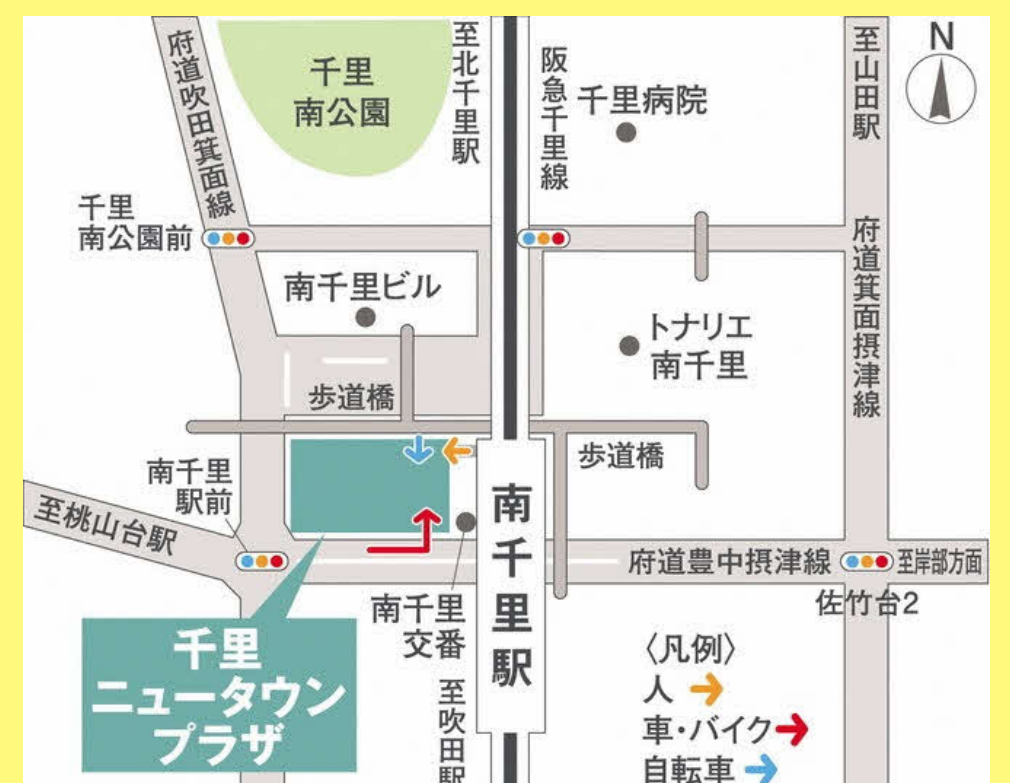 府道吹田箕面線
千里
南公園
至北千里駅
阪急千里線
千里病院
至山田駅
N
千里
南公園前
南千里ビル
トナリエ
南千里
府道箕面摂津線
歩道橋
歩道橋
南千里
駅前
至桃山台駅
南千里駅
府道豊中摂津線
至岸部方面
佐竹台2
南千里
交番
千里
ニュータウン
プラザ
至吹田駅
〈凡例〉
人
車・バイク
自転車